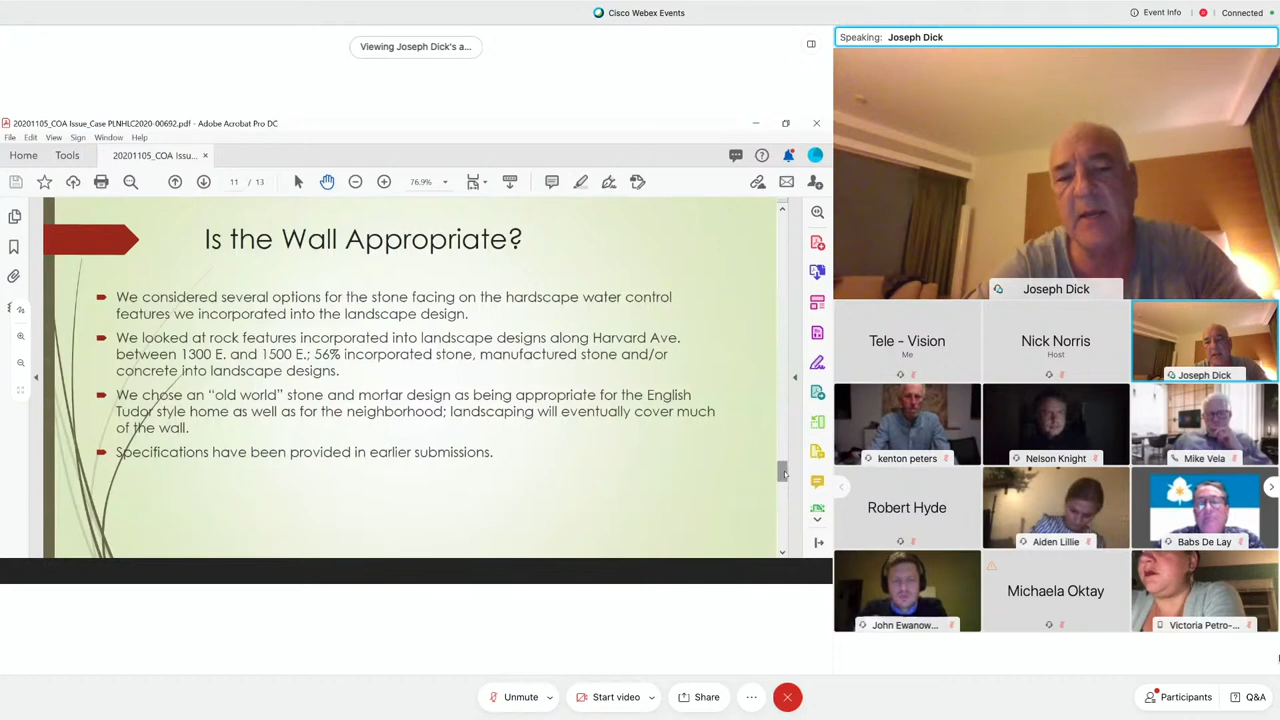 Cisco Webex Events
Event Info
Connected
Viewing Joseph Dick's a...
Speaking: Joseph Dick
20201105_COA Issue_Case PLNHLC2020-00692.pdf - Adobe Acrobat Pro DC
File Edit View Sign Window Help
Home Tools 20201105_COA Issu... ×
11 / 13 76.9%
Is the Wall Appropriate?
We considered several options for the stone facing on the hardscape water control
features we incorporated into the landscape design.
We looked at rock features incorporated into landscape designs along Harvard Ave.
between 1300 E. and 1500 E.; 56% incorporated stone, manufactured stone and/or
concrete into landscape designs.
We chose an “old world” stone and mortar design as being appropriate for the English
Tudor style home as well as for the neighborhood; landscaping will eventually cover much
of the wall.
Specifications have been provided in earlier submissions.
Joseph Dick
Tele - Vision
Me
Nick Norris
Host
Joseph Dick
kenton peters
Nelson Knight
Mike Vela
Robert Hyde
Aiden Lillie
Babs De Lay
John Ewanow...
Michaela Oktay
Victoria Petro-...
Unmute
Start video
Share
Participants
Q&A